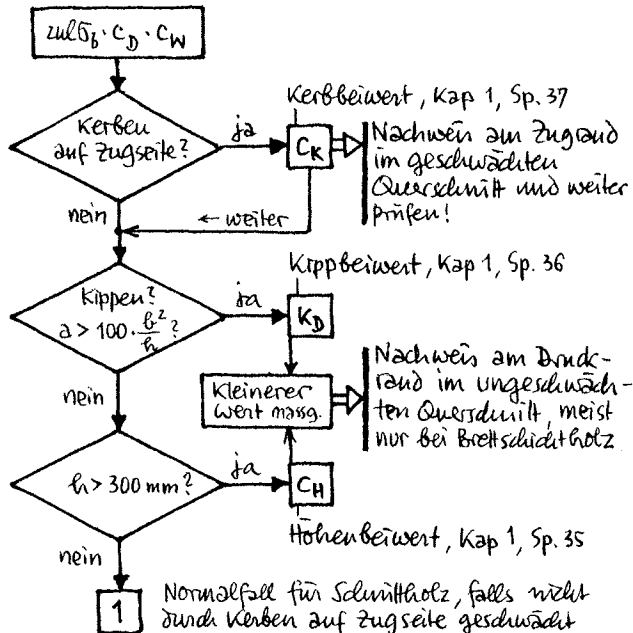 zul σb · CD · CW
Kerben
auf Zugseite?
ja
CK
Kerbbeiwert, Kap 1, Sp. 37
Nachweis am Zugrand
im geschwächten
Querschnitt und weiter
prüfen!
nein
← weiter
Kippen?
a > 100 · b²/h ?
ja
KD
Kippbeiwert, Kap 1, Sp. 36
nein
Kleinerer
Wert massg.
Nachweis am Druck-
rand im ungeschwäch-
ten Querschnitt, meist
nur bei Brettschichtholz
h > 300 mm?
ja
CH
Höhenbeiwert, Kap 1, Sp. 35
nein
1
Normalfall für Schnittholz, falls nicht
durch Kerben auf Zugseite geschwächt